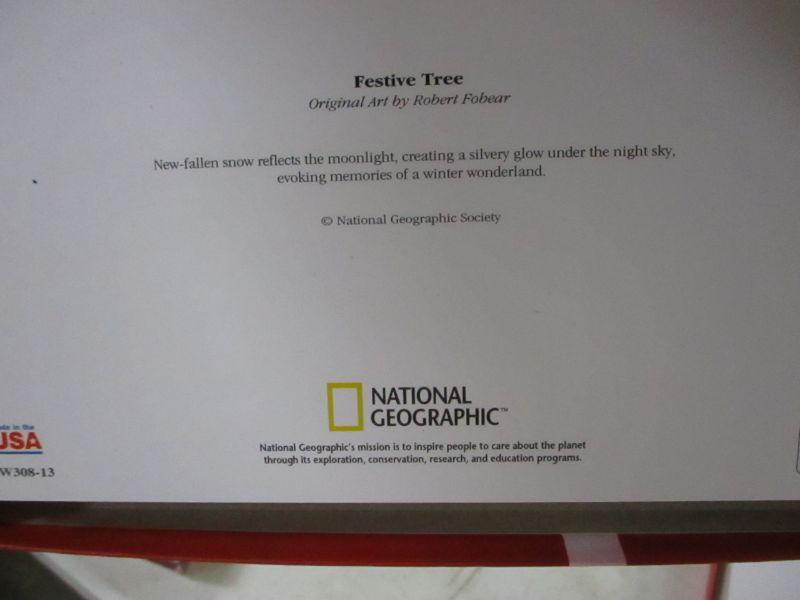 Festive Tree
Original Art by Robert Fobear
New-fallen snow reflects the moonlight, creating a silvery glow under the night sky,
evoking memories of a winter wonderland.
© National Geographic Society
NATIONAL
GEOGRAPHIC™
National Geographic's mission is to inspire people to care about the planet
through its exploration, conservation, research, and education programs.
in the
USA
W308-13